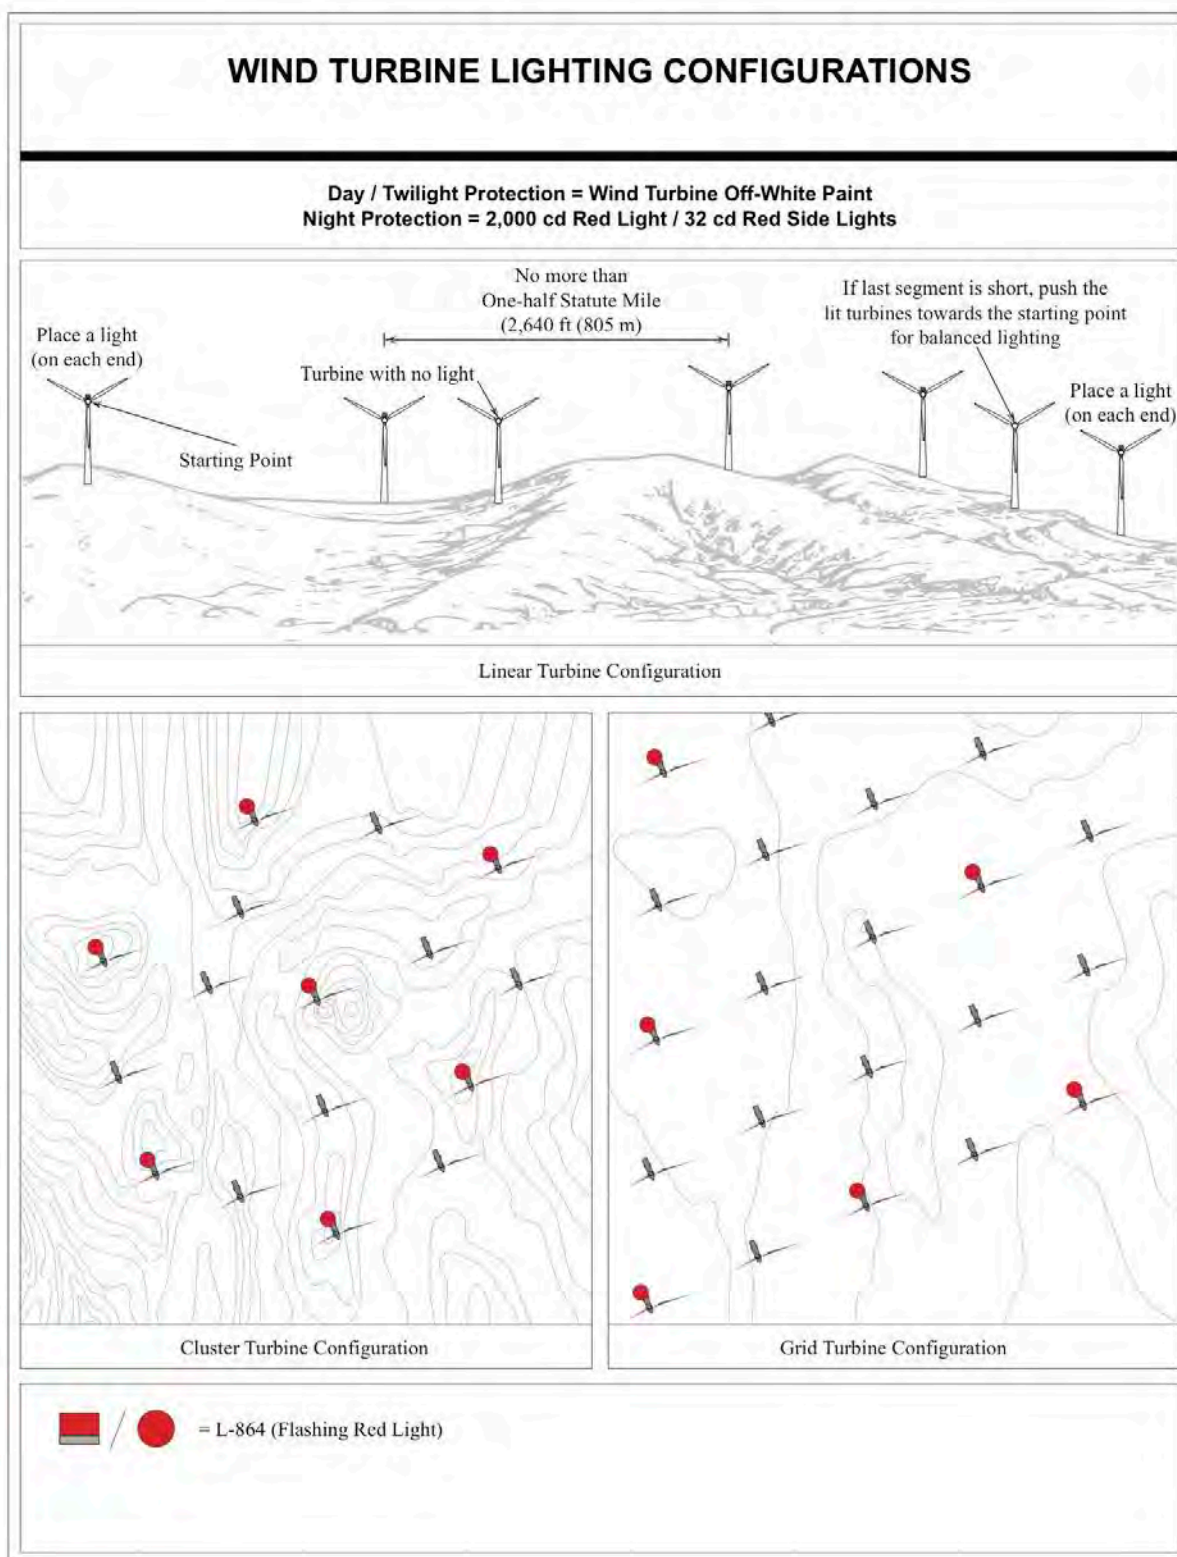 WIND TURBINE LIGHTING CONFIGURATIONS
Day / Twilight Protection = Wind Turbine Off-White Paint
Night Protection = 2,000 cd Red Light / 32 cd Red Side Lights
No more than
One-half Statute Mile
(2,640 ft (805 m)
If last segment is short, push the
lit turbines towards the starting point
for balanced lighting
Place a light
(on each end)
Turbine with no light
Place a light
(on each end)
Starting Point
Linear Turbine Configuration
Cluster Turbine Configuration
Grid Turbine Configuration
/ = L-864 (Flashing Red Light)